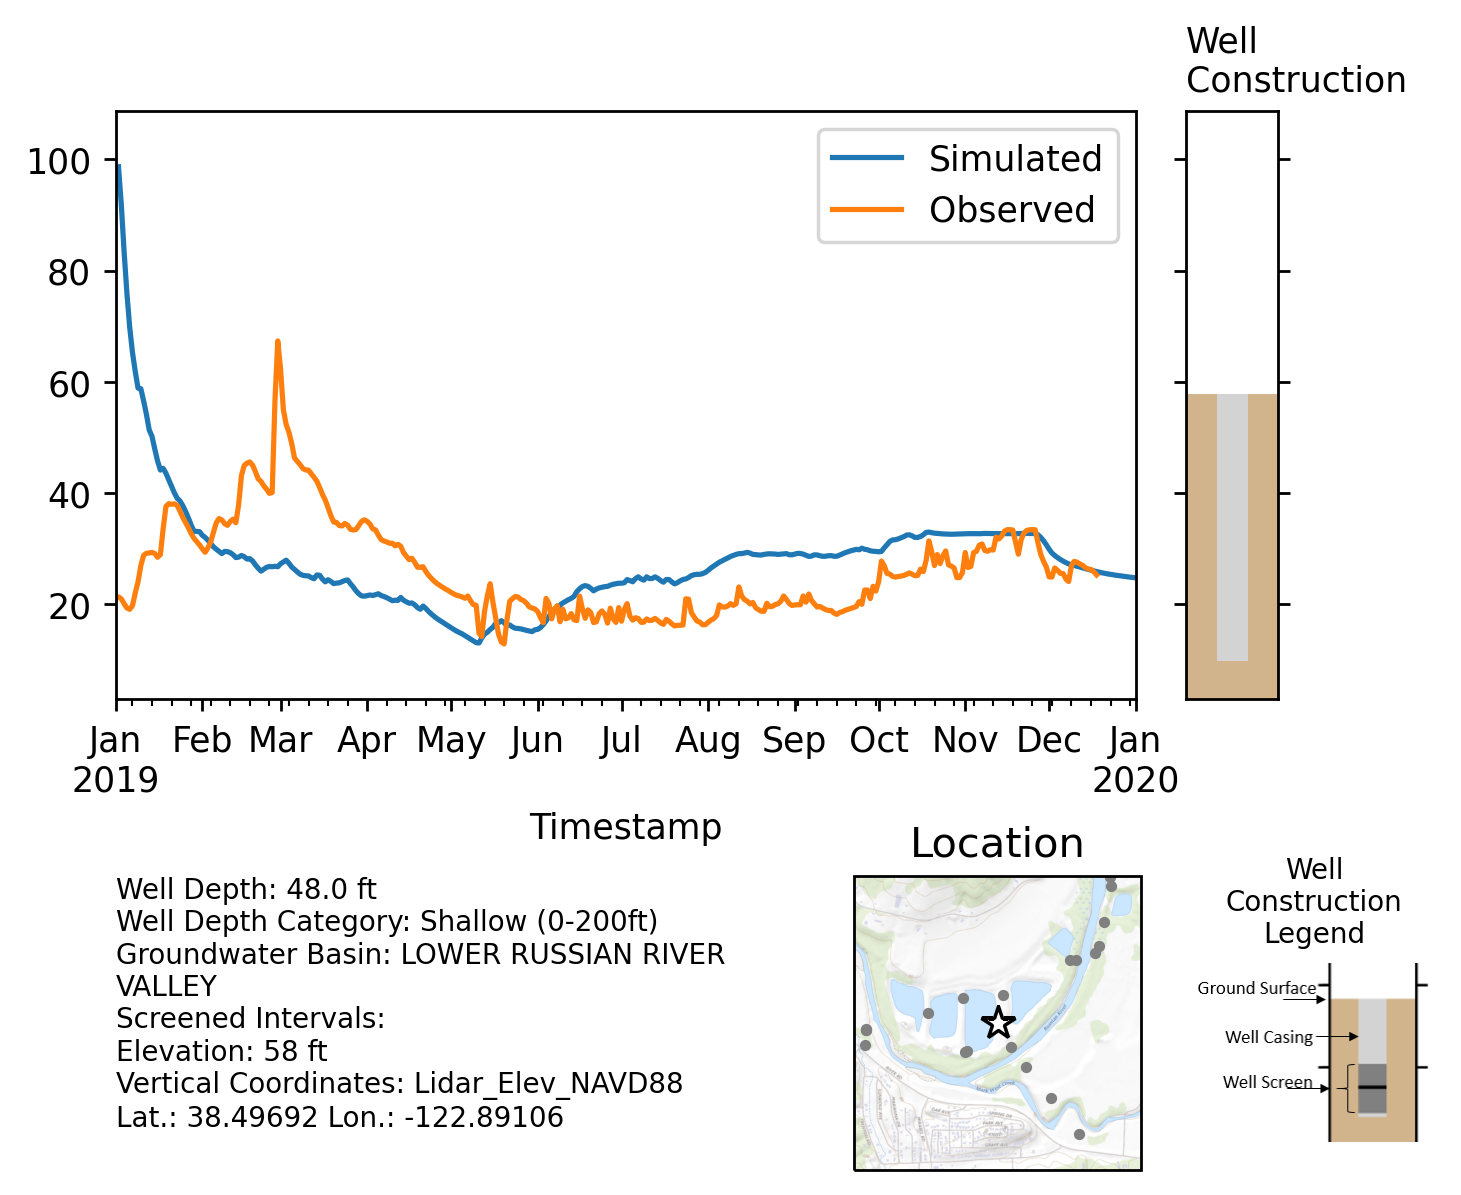 Well
Construction
Simulated
Observed
100
80
60
40
20
Jan Feb Mar Apr May Jun Jul Aug Sep Oct Nov Dec Jan
2019 2020
Timestamp
Well Depth: 48.0 ft
Well Depth Category: Shallow (0-200ft)
Groundwater Basin: LOWER RUSSIAN RIVER
VALLEY
Screened Intervals:
Elevation: 58 ft
Vertical Coordinates: Lidar_Elev_NAVD88
Lat.: 38.49692 Lon.: -122.89106
Location
Well
Construction
Legend
Ground Surface
Well Casing
Well Screen